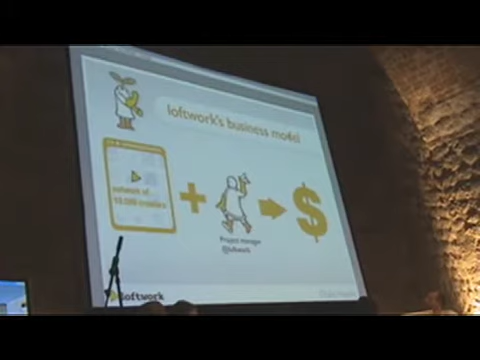 loftwork's business model
network of
10,000 creators
+
$
Project manager
@loftwork
loftwork